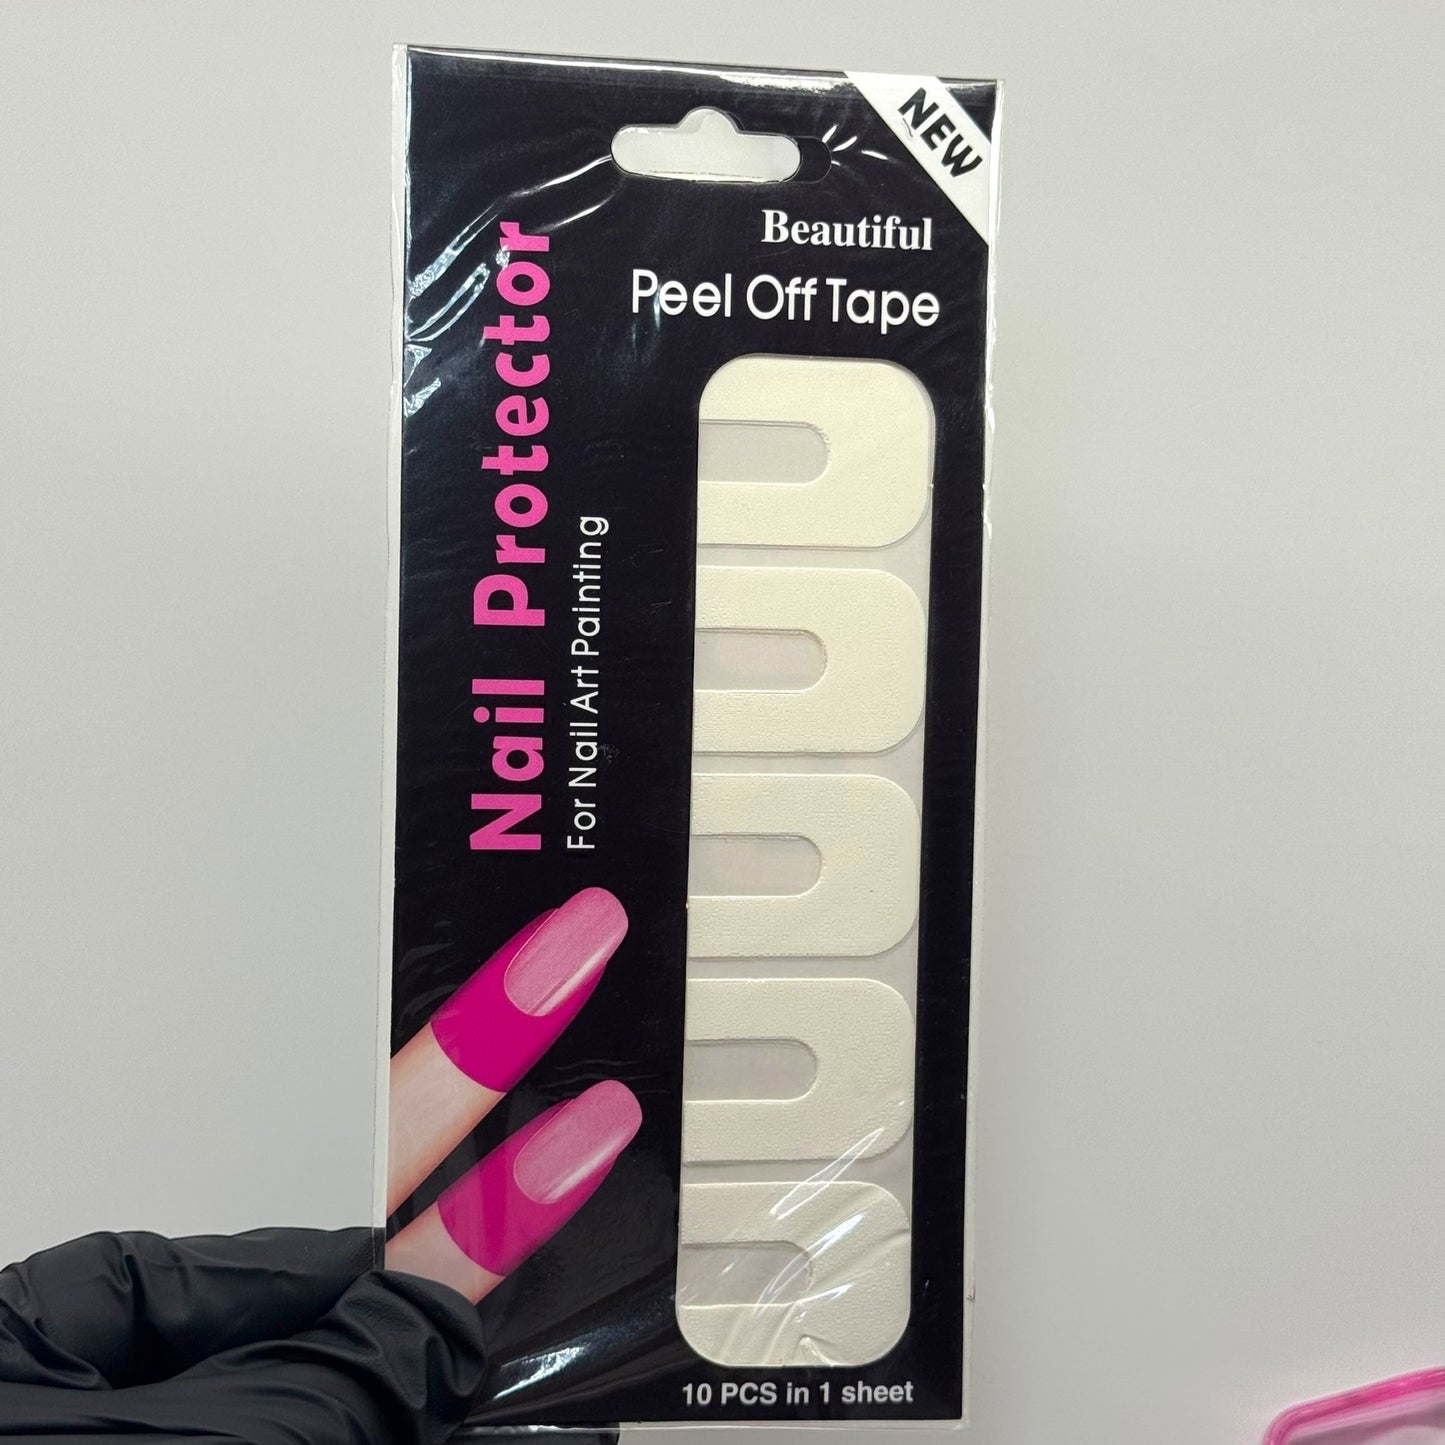 NEW
Beautiful
Peel Off Tape
Nail Protector
For Nail Art Painting
10 PCS in 1 sheet